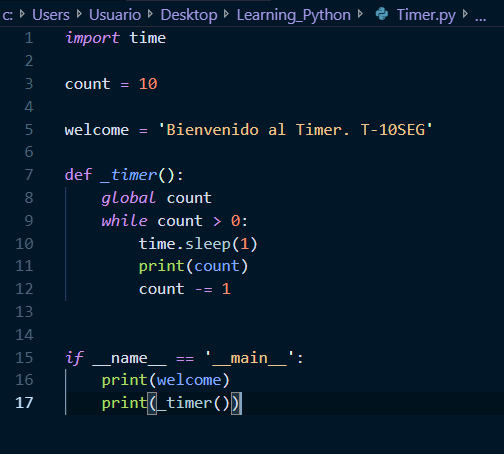 c: > Users > Usuario > Desktop > Learning_Python > Timer.py > ...
1 import time
2
3 count = 10
4
5 welcome = 'Bienvenido al Timer. T-10SEG'
6
7 def _timer():
8     global count
9     while count > 0:
10         time.sleep(1)
11         print(count)
12         count -= 1
13
14
15 if __name__ == '__main__':
16     print(welcome)
17     print(_timer())